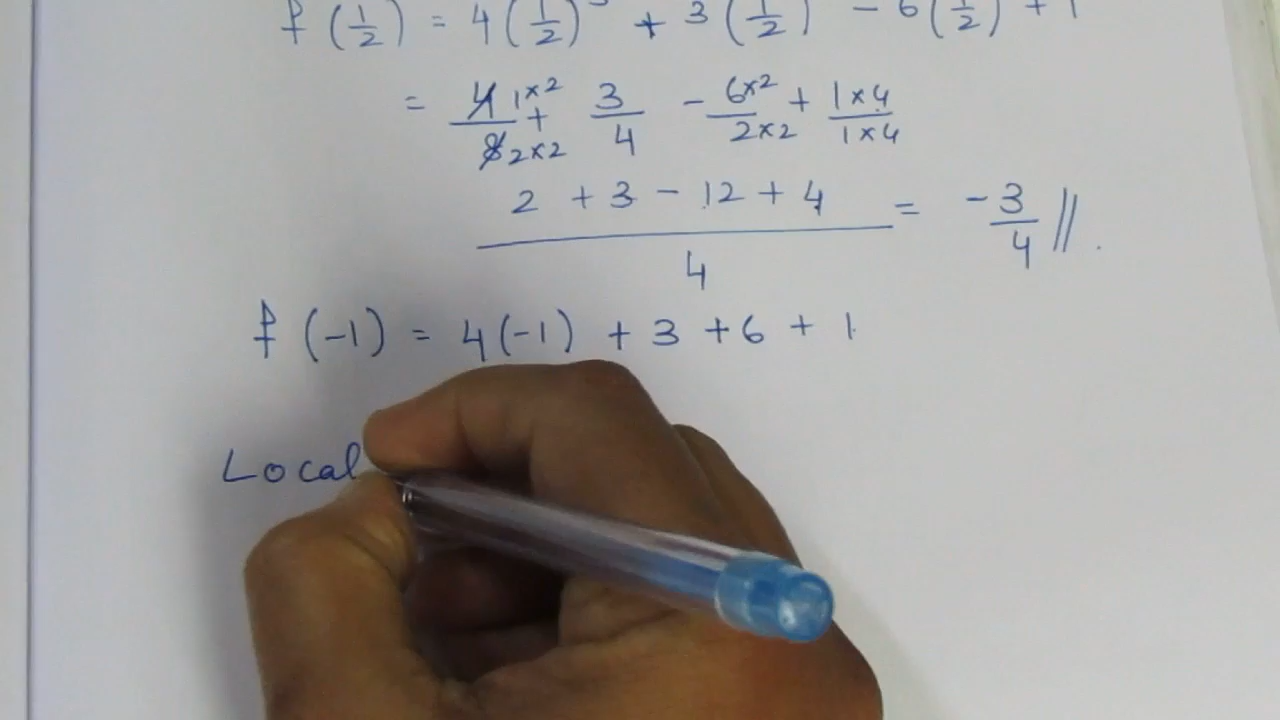 f(1/2) = 4(1/2)³ + 3(1/2) - 6(1/2) + 1
= 4 1×2/8 2×2 + 3/4 - 6×2/2×2 + 1×4/1×4
2 + 3 - 12 + 4/4 = -3/4 //.
f(-1) = 4(-1) + 3 + 6 + 1
Local